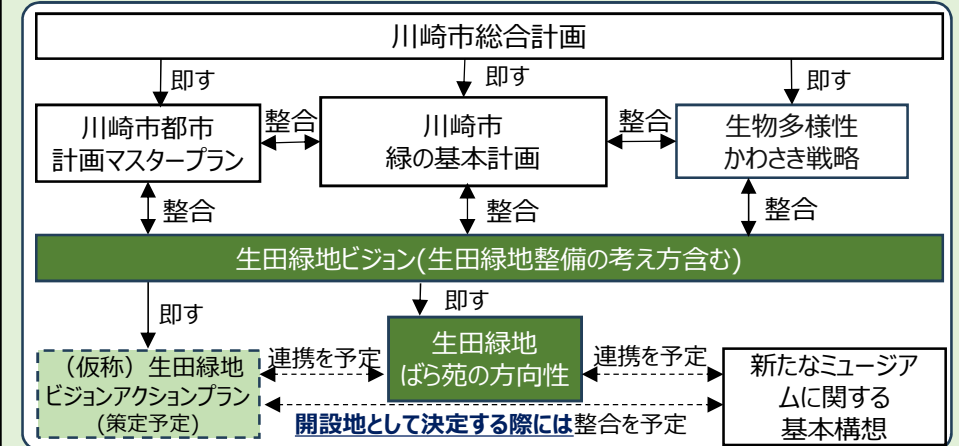 川崎市総合計画
即す
即す
即す
川崎市都市
計画マスタープラン
整合
川崎市
緑の基本計画
整合
生物多様性
かわさき戦略
整合
整合
整合
生田緑地ビジョン(生田緑地整備の考え方含む)
即す
即す
（仮称）生田緑地
ビジョンアクションプラン
(策定予定)
連携を予定
生田緑地
ばら苑の方向性
連携を予定
新たなミュージア
ムに関する
基本構想
開設地として決定する際には整合を予定